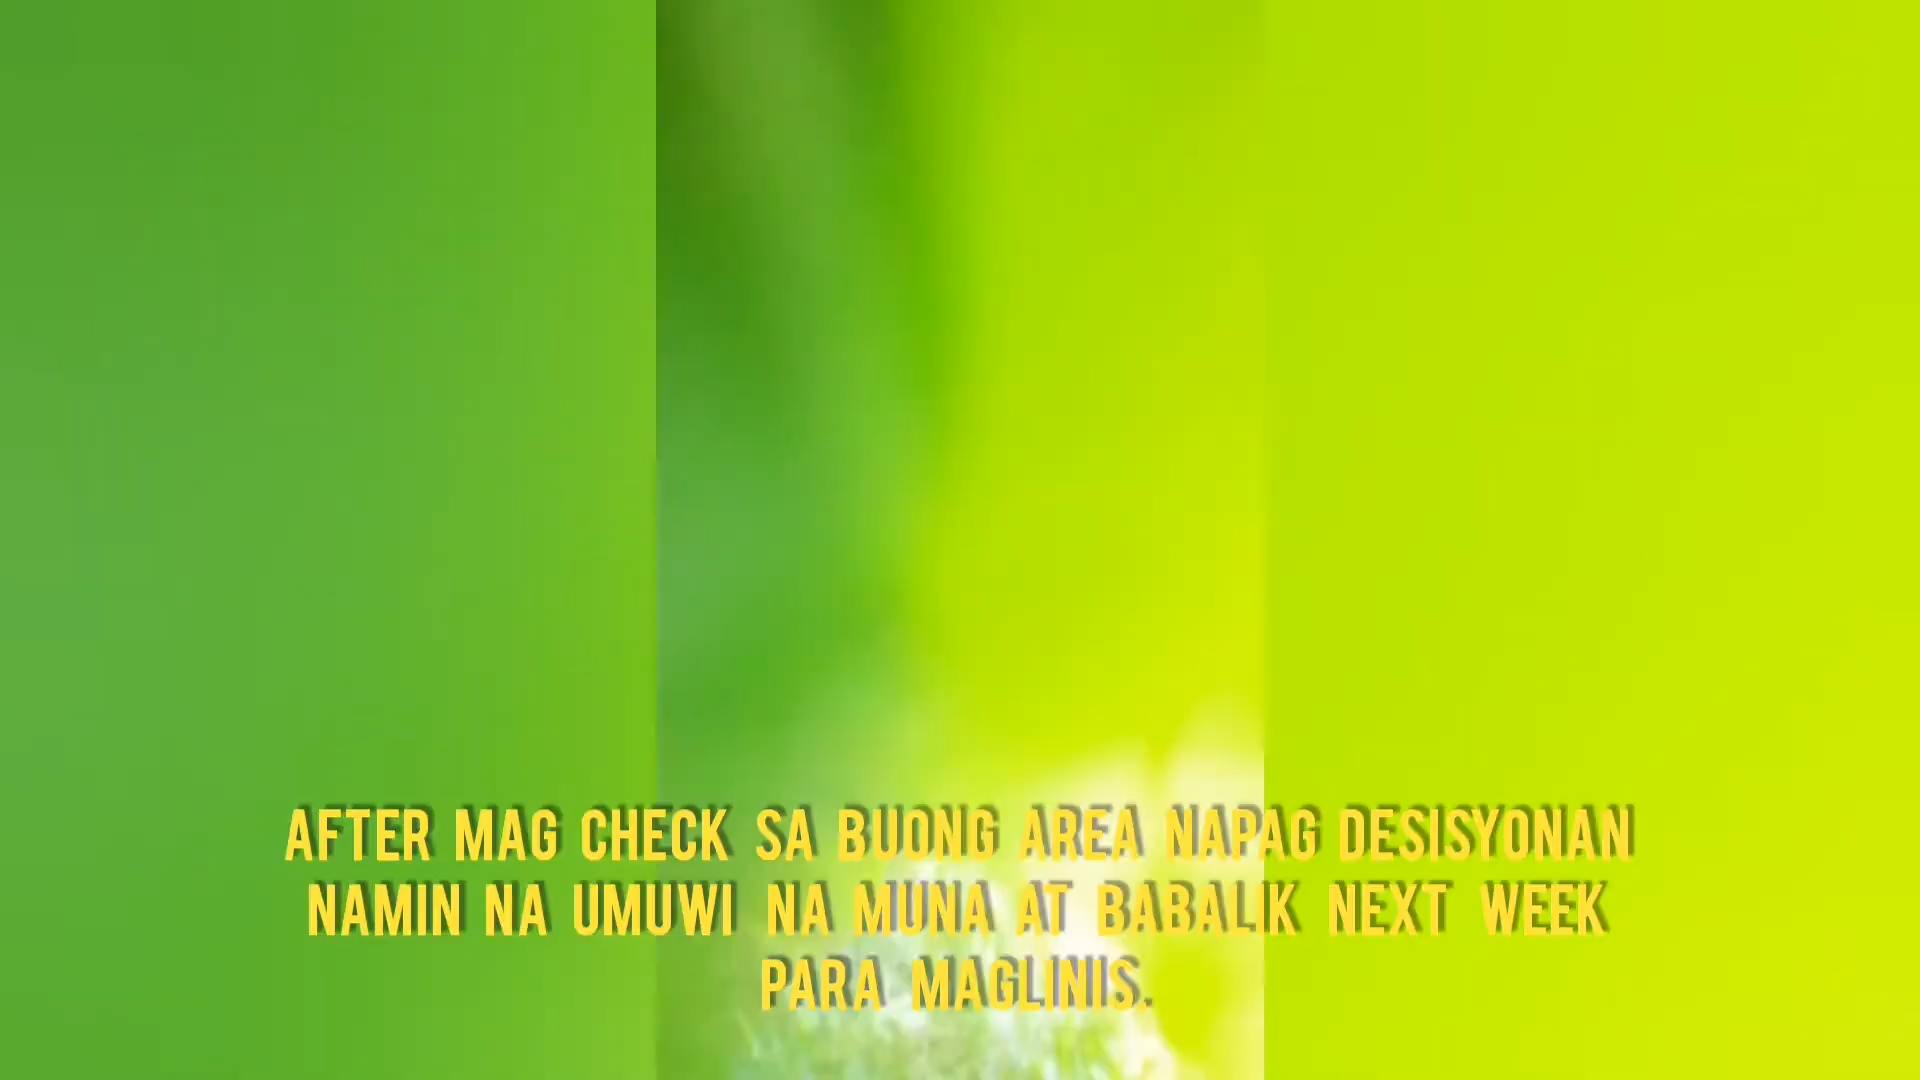 AFTER MAG CHECK SA BUONG AREA NAPAG DESISYONAN
NAMIN NA UMUWI NA MUNA AT BABALIK NEXT WEEK
PARA MAGLINIS.